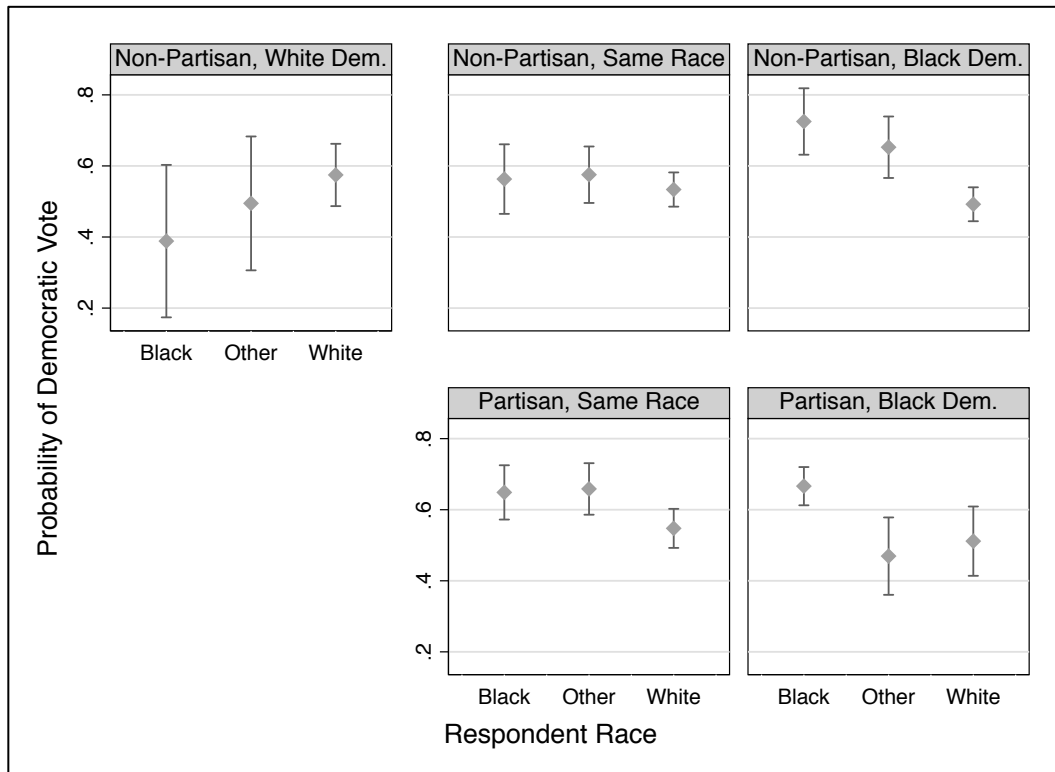 Non-Partisan, White Dem.
Non-Partisan, Same Race
Non-Partisan, Black Dem.
.8
.6
.4
.2
Black Other White
Partisan, Same Race
Partisan, Black Dem.
.8
.6
.4
.2
Black Other White
Black Other White
Probability of Democratic Vote
Respondent Race